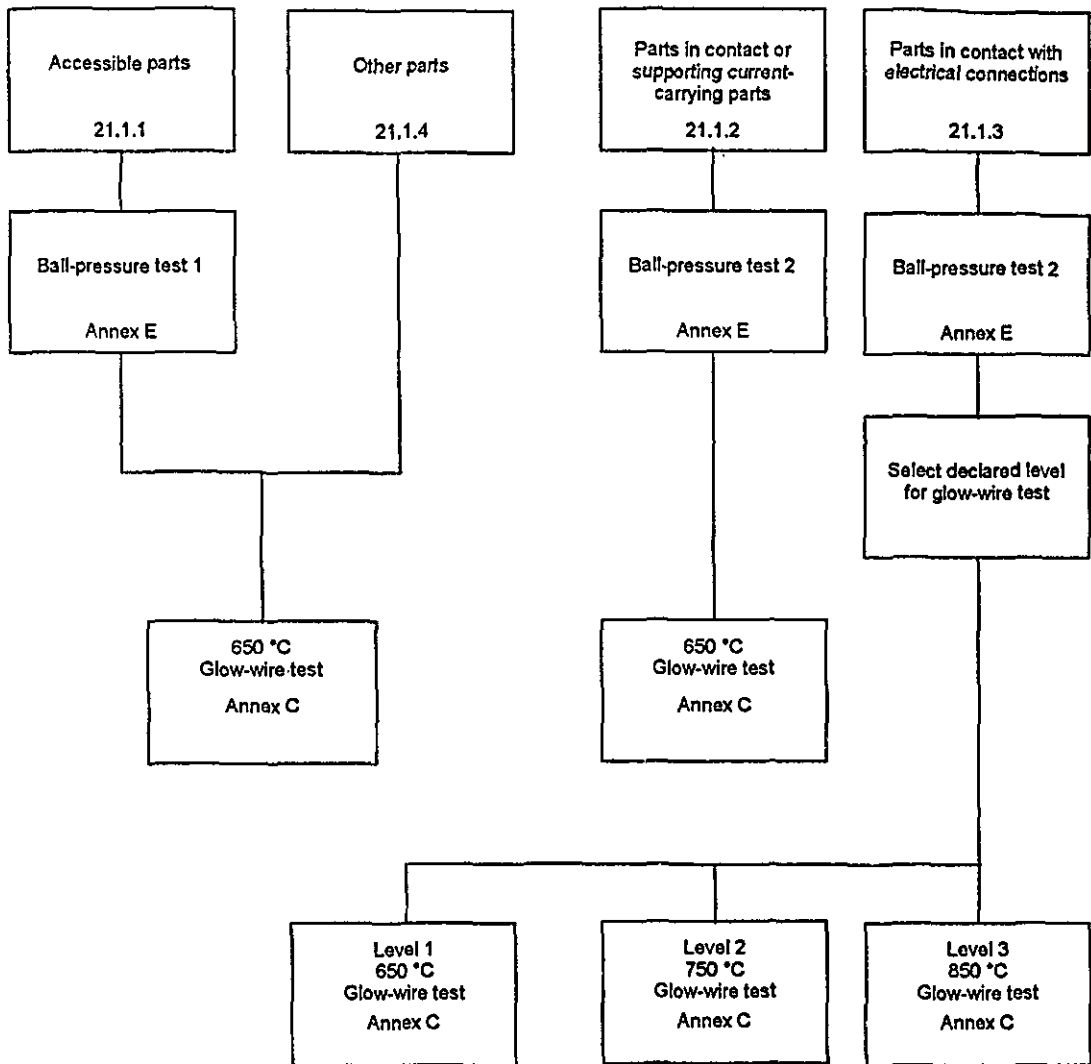 Accessible parts
21.1.1
Other parts
21.1.4
Parts in contact or
supporting current-
carrying parts
21.1.2
Parts in contact with
electrical connections
21.1.3
Ball-pressure test 1
Annex E
Ball-pressure test 2
Annex E
Ball-pressure test 2
Annex E
Select declared level
for glow-wire test
650 °C
Glow-wire test
Annex C
650 °C
Glow-wire test
Annex C
Level 1
650 °C
Glow-wire test
Annex C
Level 2
750 °C
Glow-wire test
Annex C
Level 3
850 °C
Glow-wire test
Annex C